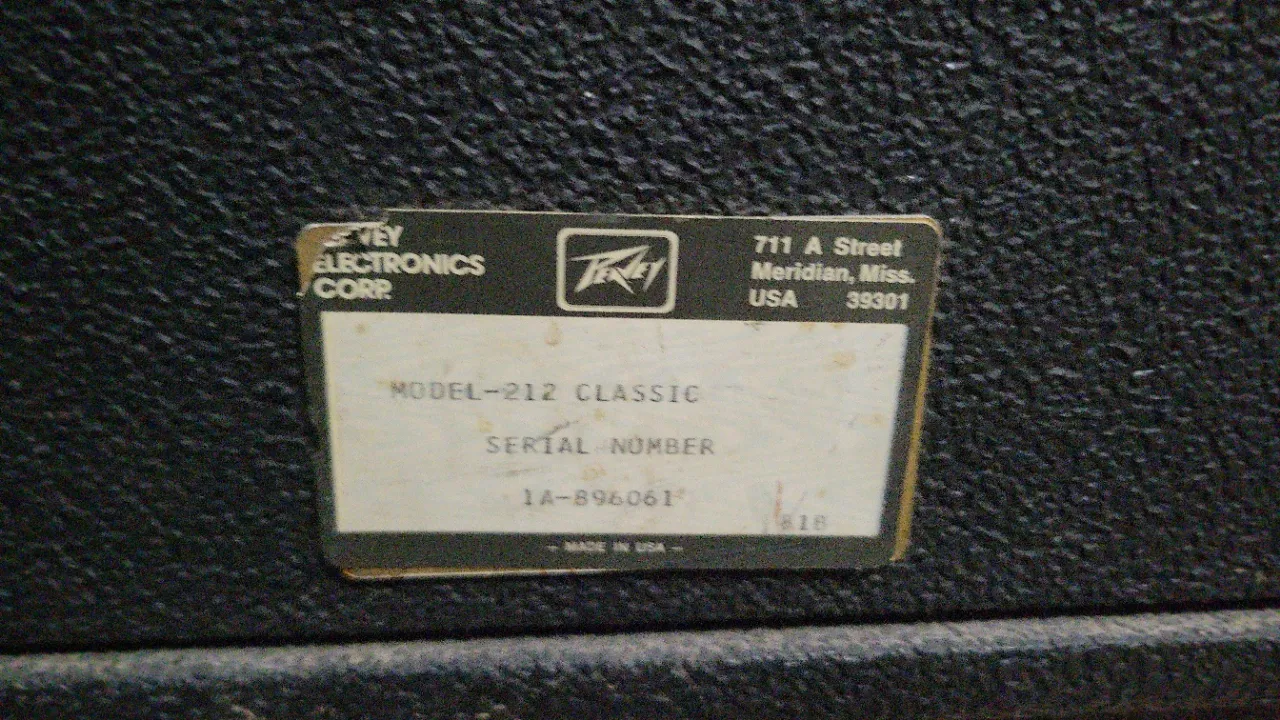 PEAVEY
ELECTRONICS
CORP.
PEAVEY
711 A Street
Meridian, Miss.
USA 39301
MODEL-212 CLASSIC
SERIAL NUMBER
1A-896061
818
– MADE IN USA –